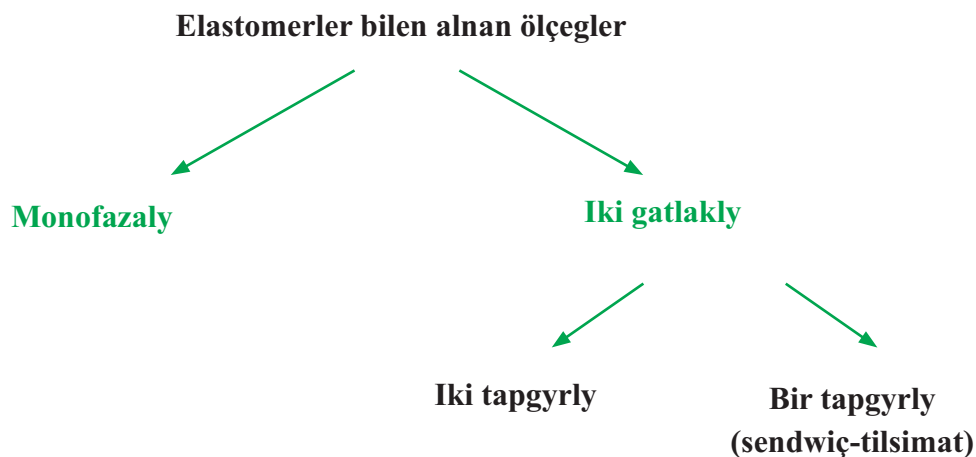 Elastomerler bilen alnan ölçegler
Monofazaly
Iki gatlakly
Iki tapgyrly
Bir tapgyrly
(sendwiç-tilsimat)